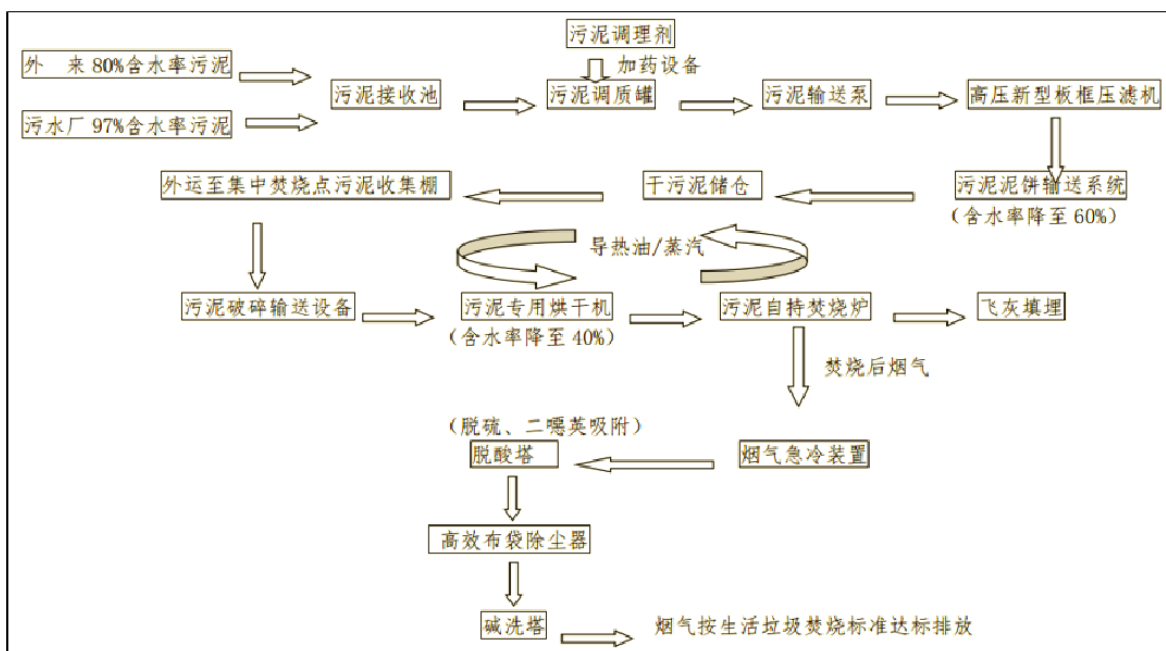 污泥调理剂
外 来 80%含水率污泥
加药设备
污泥接收池
污泥调质罐
污泥输送泵
高压新型板框压滤机
污水厂 97%含水率污泥
外运至集中焚烧点污泥收集棚
干污泥储仓
污泥泥饼输送系统
(含水率降至 60%)
导热油/蒸汽
污泥破碎输送设备
污泥专用烘干机
(含水率降至 40%)
污泥自持焚烧炉
飞灰填埋
焚烧后烟气
(脱硫、二噁英吸附)
脱酸塔
烟气急冷装置
高效布袋除尘器
碱洗塔
烟气按生活垃圾焚烧标准达标排放